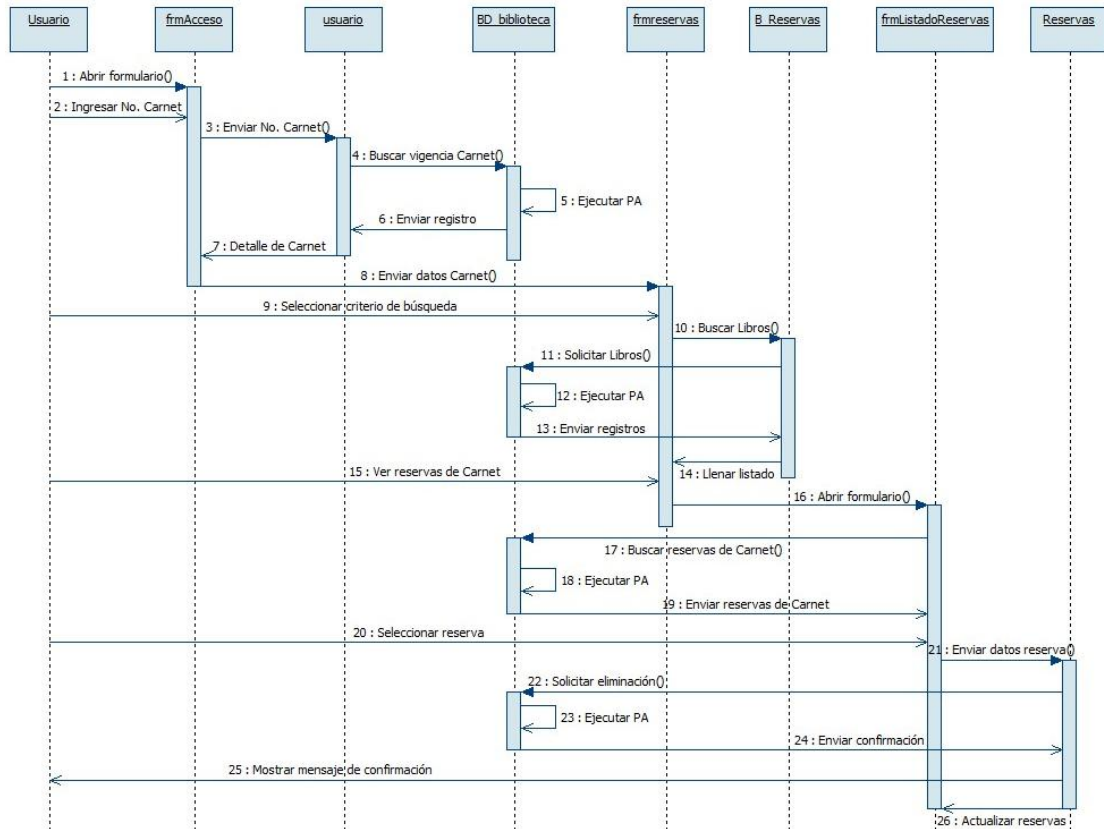 Usuario
frmAcceso
usuario
BD_biblioteca
frmreservas
B_Reservas
frmListadoReservas
Reservas
1 : Abrir formulario()
2 : Ingresar No. Carnet
3 : Enviar No. Carnet()
4 : Buscar vigencia Carnet()
5 : Ejecutar PA
6 : Enviar registro
7 : Detalle de Carnet
8 : Enviar datos Carnet()
9 : Seleccionar criterio de búsqueda
10 : Buscar Libros()
11 : Solicitar Libros()
12 : Ejecutar PA
13 : Enviar registros
14 : Llenar listado
15 : Ver reservas de Carnet
16 : Abrir formulario()
17 : Buscar reservas de Carnet()
18 : Ejecutar PA
19 : Enviar reservas de Carnet
20 : Seleccionar reserva
21 : Enviar datos reserva()
22 : Solicitar eliminación()
23 : Ejecutar PA
24 : Enviar confirmación
25 : Mostrar mensaje de confirmación
26 : Actualizar reservas